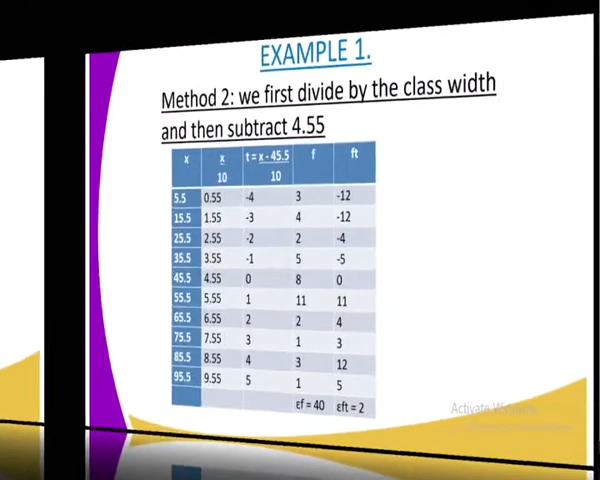 EXAMPLE 1.
Method 2: we first divide by the class width
and then subtract 4.55
x x t = x - 45.5 f ft
10 10
5.5 0.55 -4 3 -12
15.5 1.55 -3 4 -12
25.5 2.55 -2 2 -4
35.5 3.55 -1 5 -5
45.5 4.55 0 8 0
55.5 5.55 1 11 11
65.5 6.55 2 2 4
75.5 7.55 3 1 3
85.5 8.55 4 3 12
95.5 9.55 5 1 5
εf = 40 εft = 2
Activate Windows